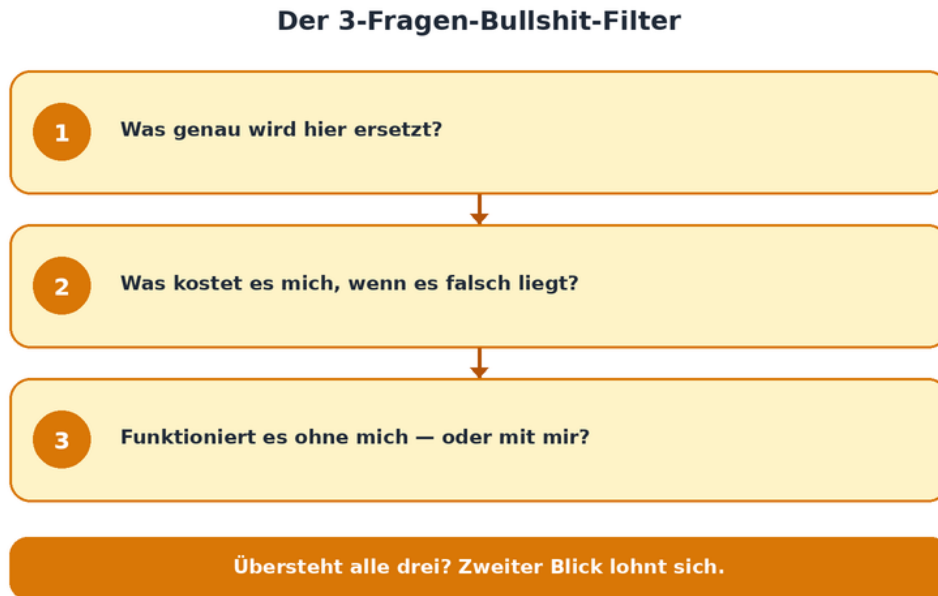 Der 3-Fragen-Bullshit-Filter
1
Was genau wird hier ersetzt?
2
Was kostet es mich, wenn es falsch liegt?
3
Funktioniert es ohne mich — oder mit mir?
Übersteht alle drei? Zweiter Blick lohnt sich.